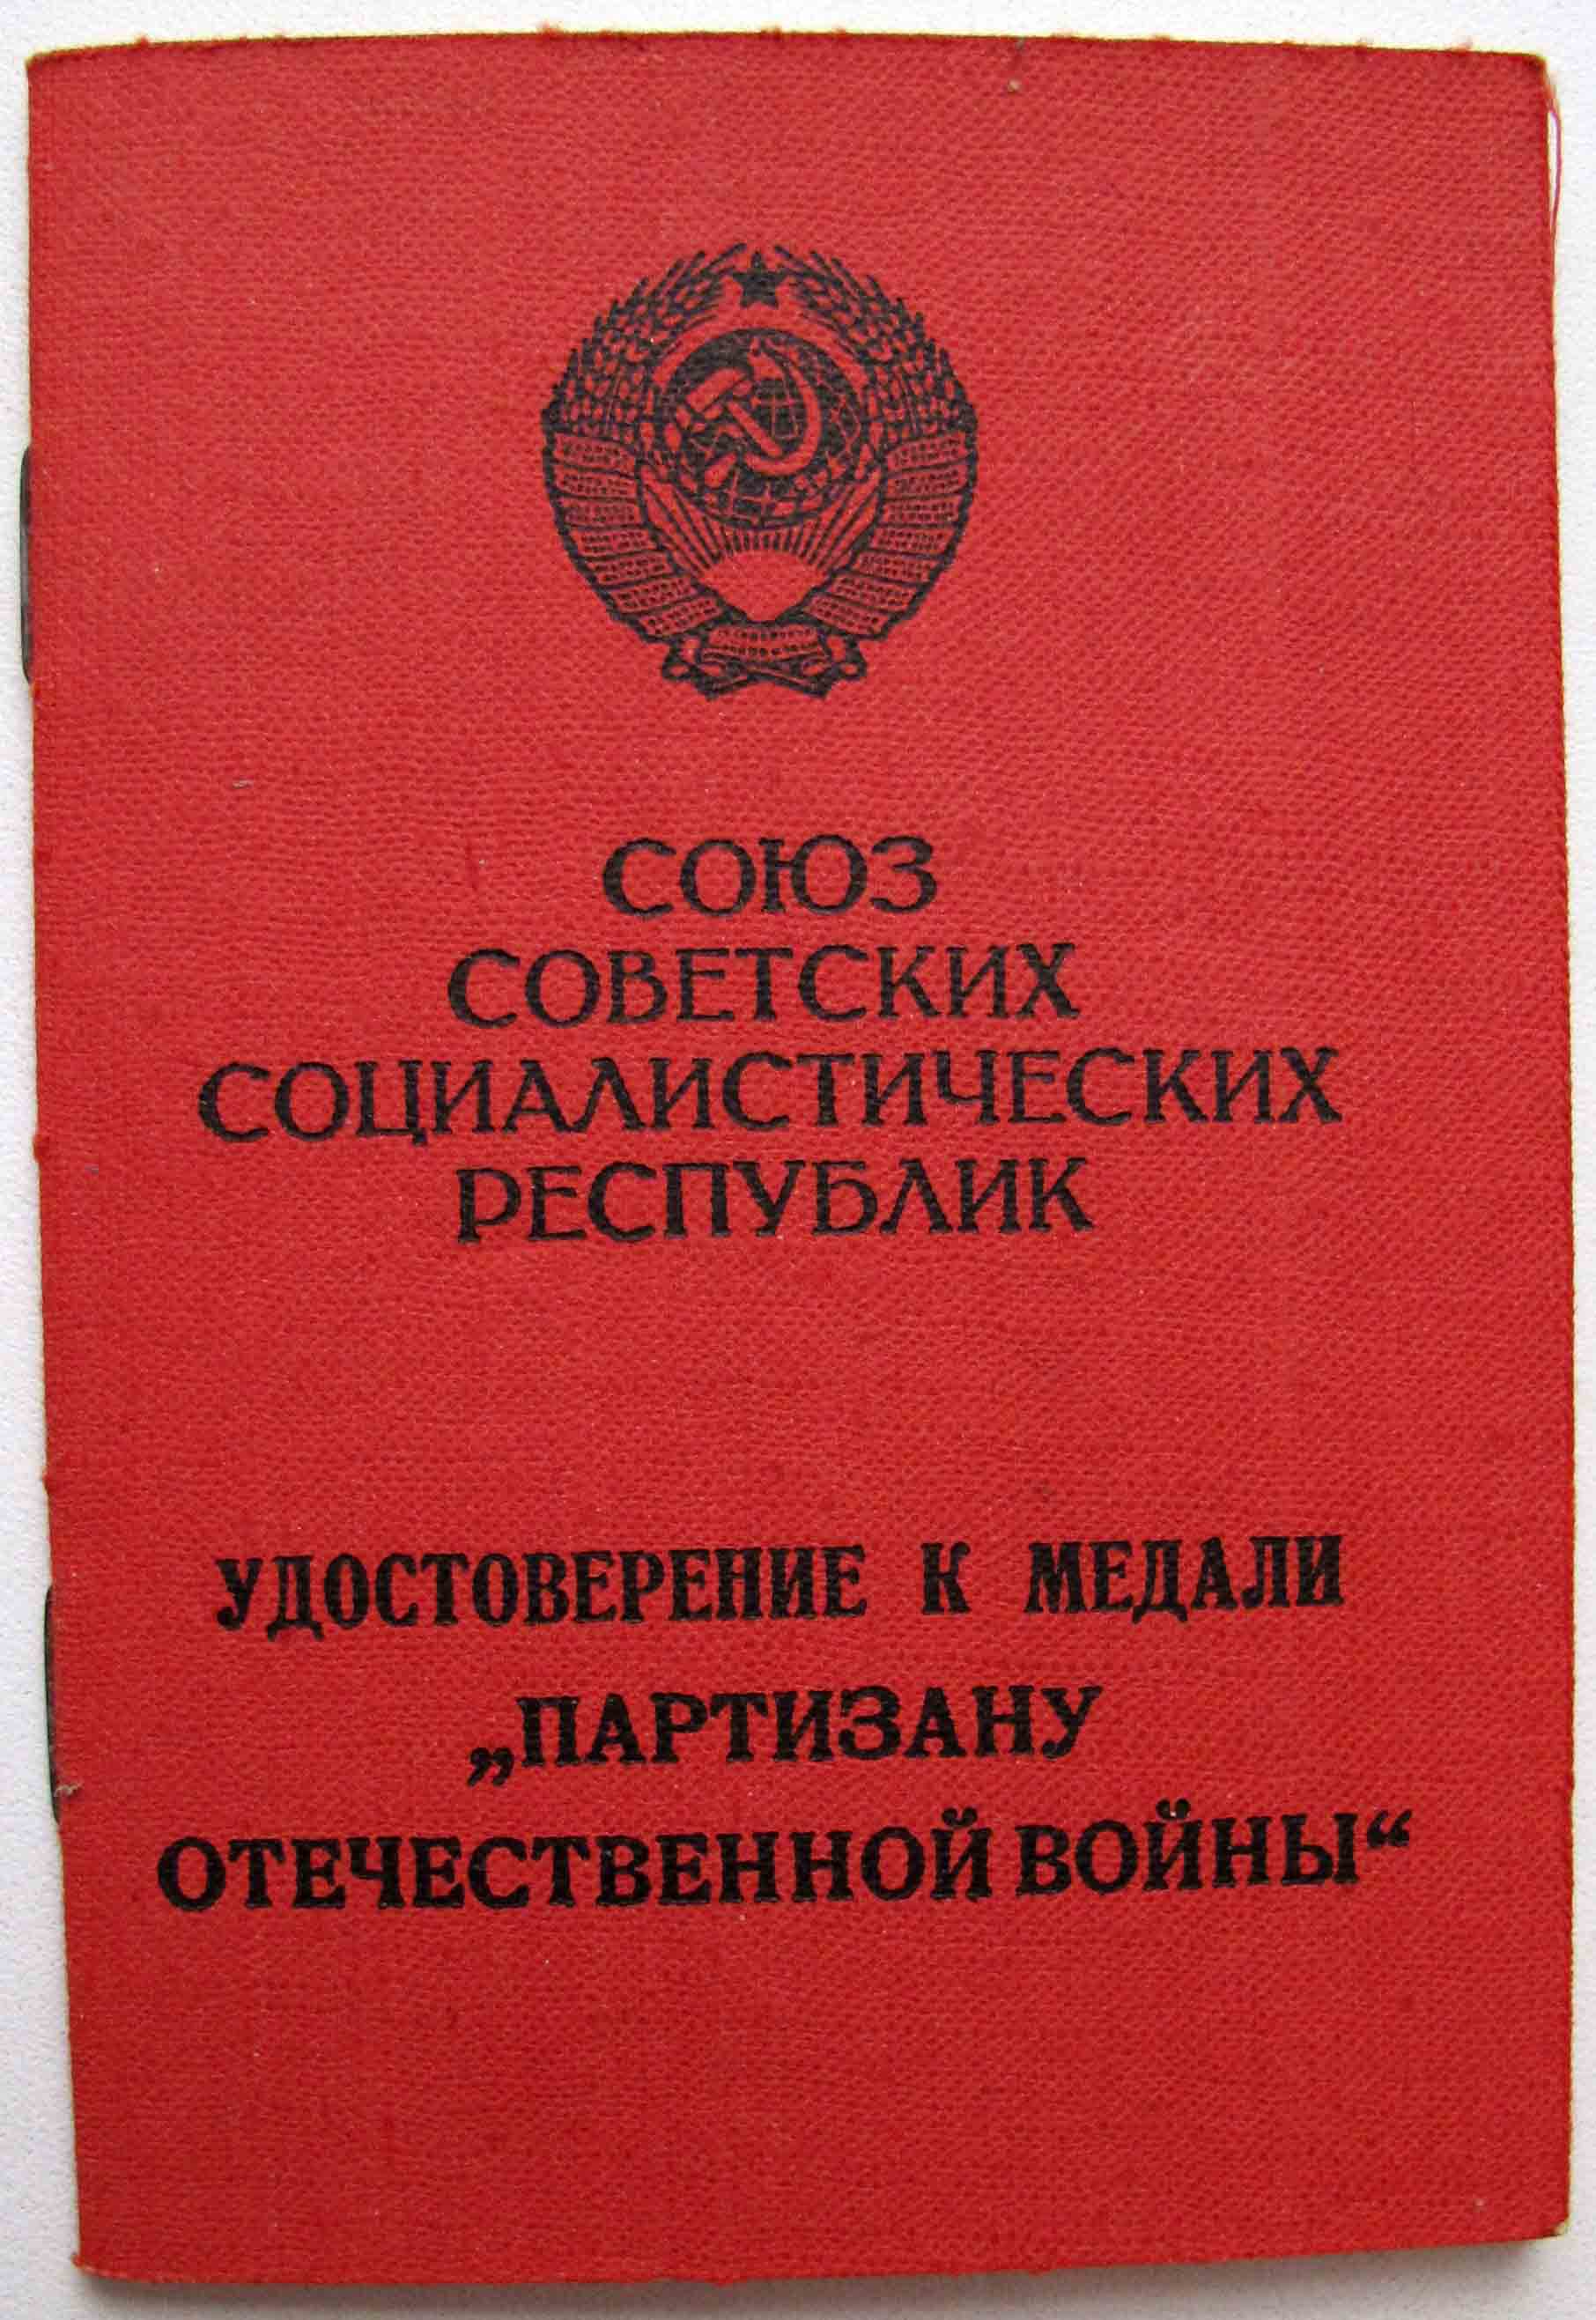 СОЮЗ
СОВЕТСКИХ
СОЦИАЛИСТИЧЕСКИХ
РЕСПУБЛИК
УДОСТОВЕРЕНИЕ К МЕДАЛИ
„ПАРТИЗАНУ
ОТЕЧЕСТВЕННОЙ ВОЙНЫ“